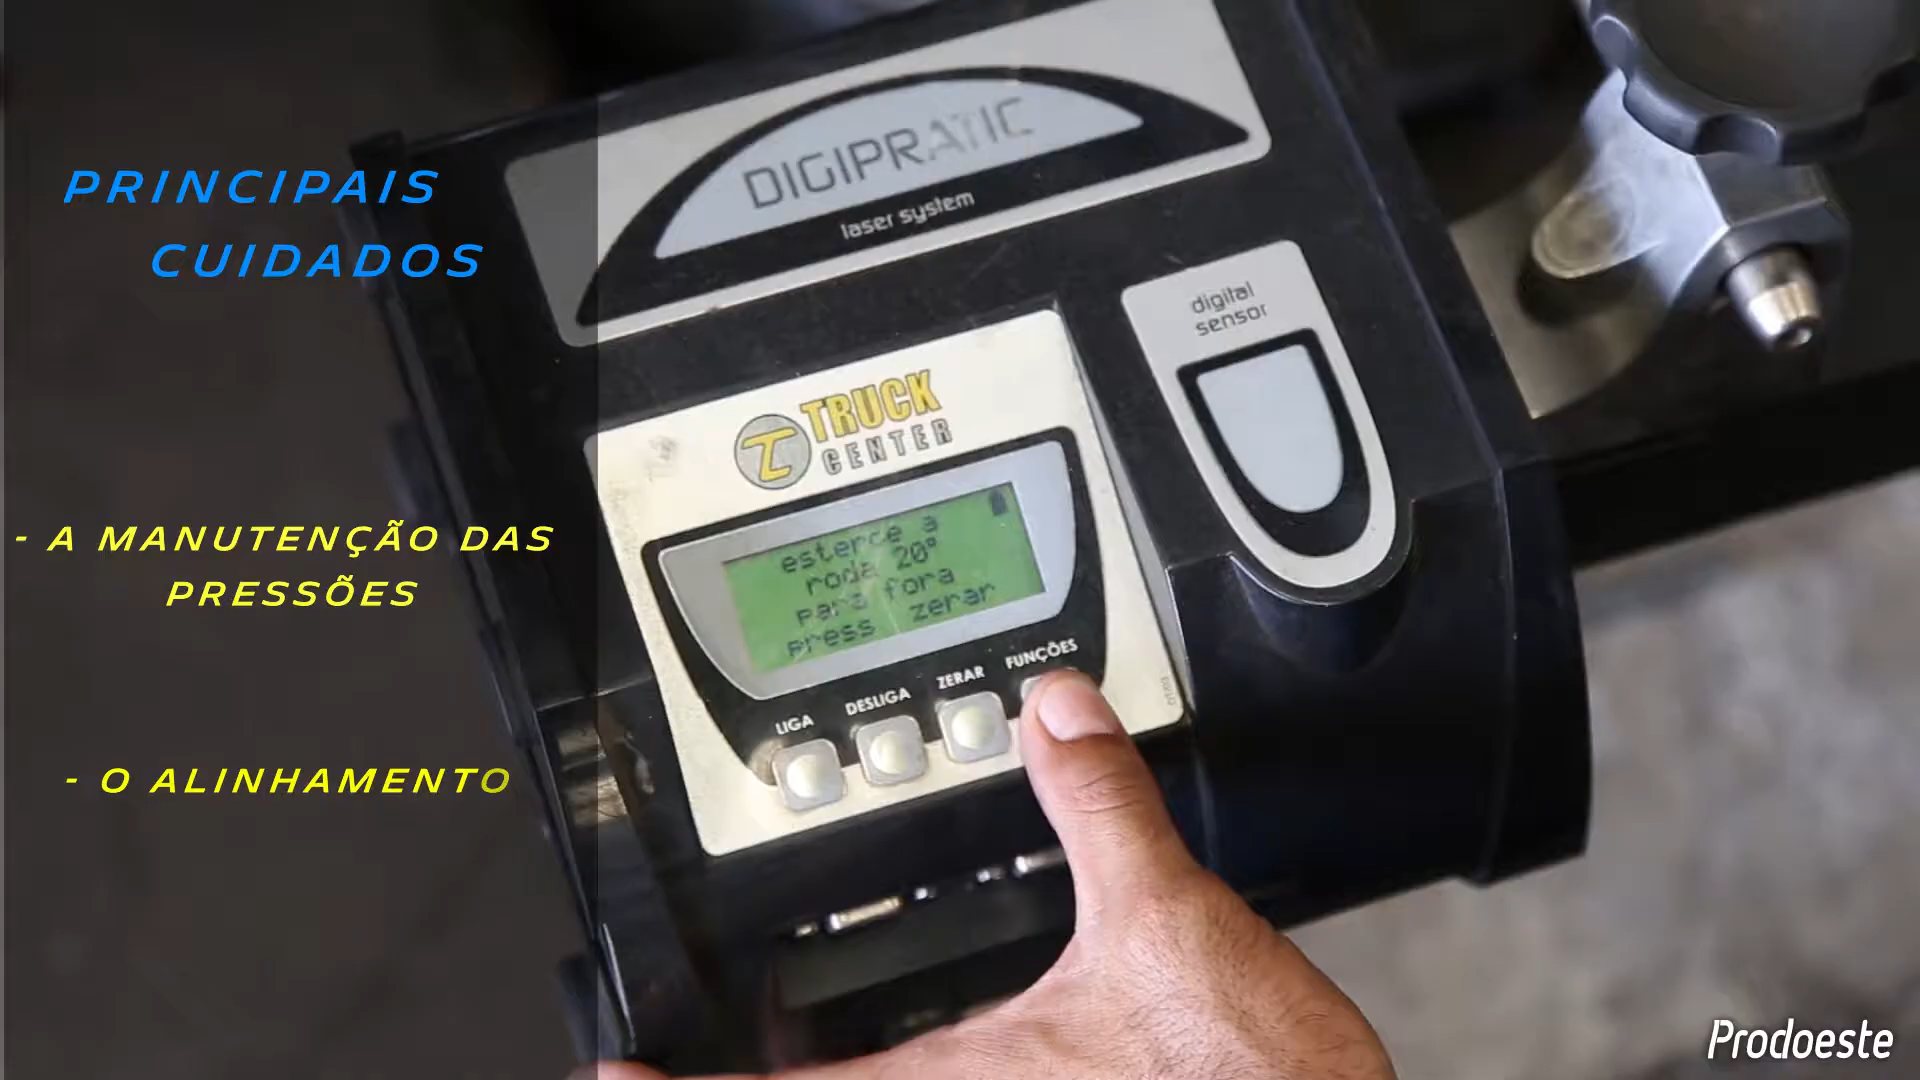 PRINCIPAIS
CUIDADOS
- A MANUTENÇÃO DAS
PRESSÕES
- O ALINHAMENTO
DIGIPRATIC
laser system
digital
sensor
TRUCK
CENTER
esterce a
roda 20°
para fora
press zerar
LIGA
DESLIGA
ZERAR
FUNÇÕES
Prodoeste